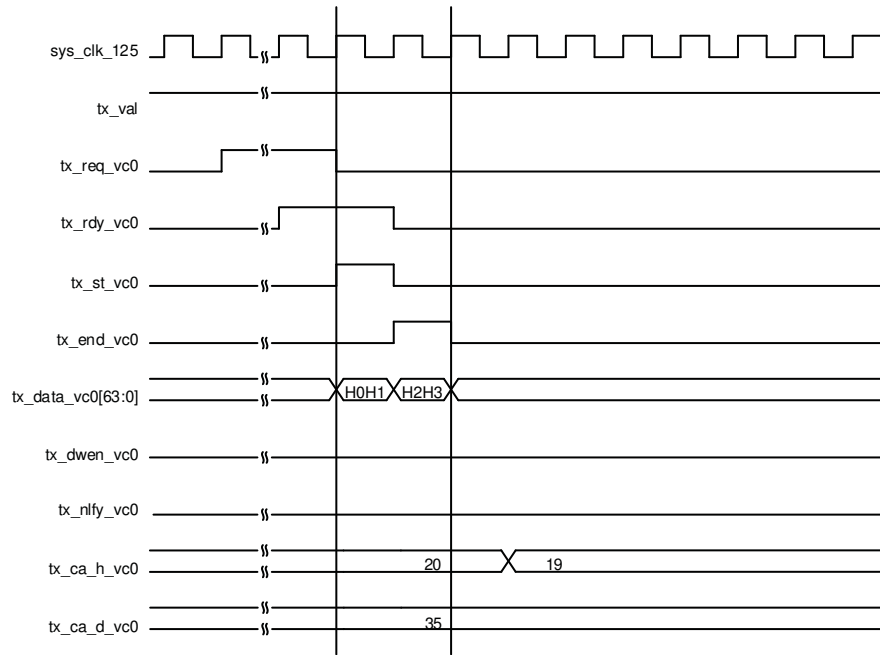 sys_clk_125
tx_val
tx_req_vc0
tx_rdy_vc0
tx_st_vc0
tx_end_vc0
tx_data_vc0[63:0] H0H1 H2H3
tx_dwen_vc0
tx_nlfy_vc0
tx_ca_h_vc0 20 19
tx_ca_d_vc0 35